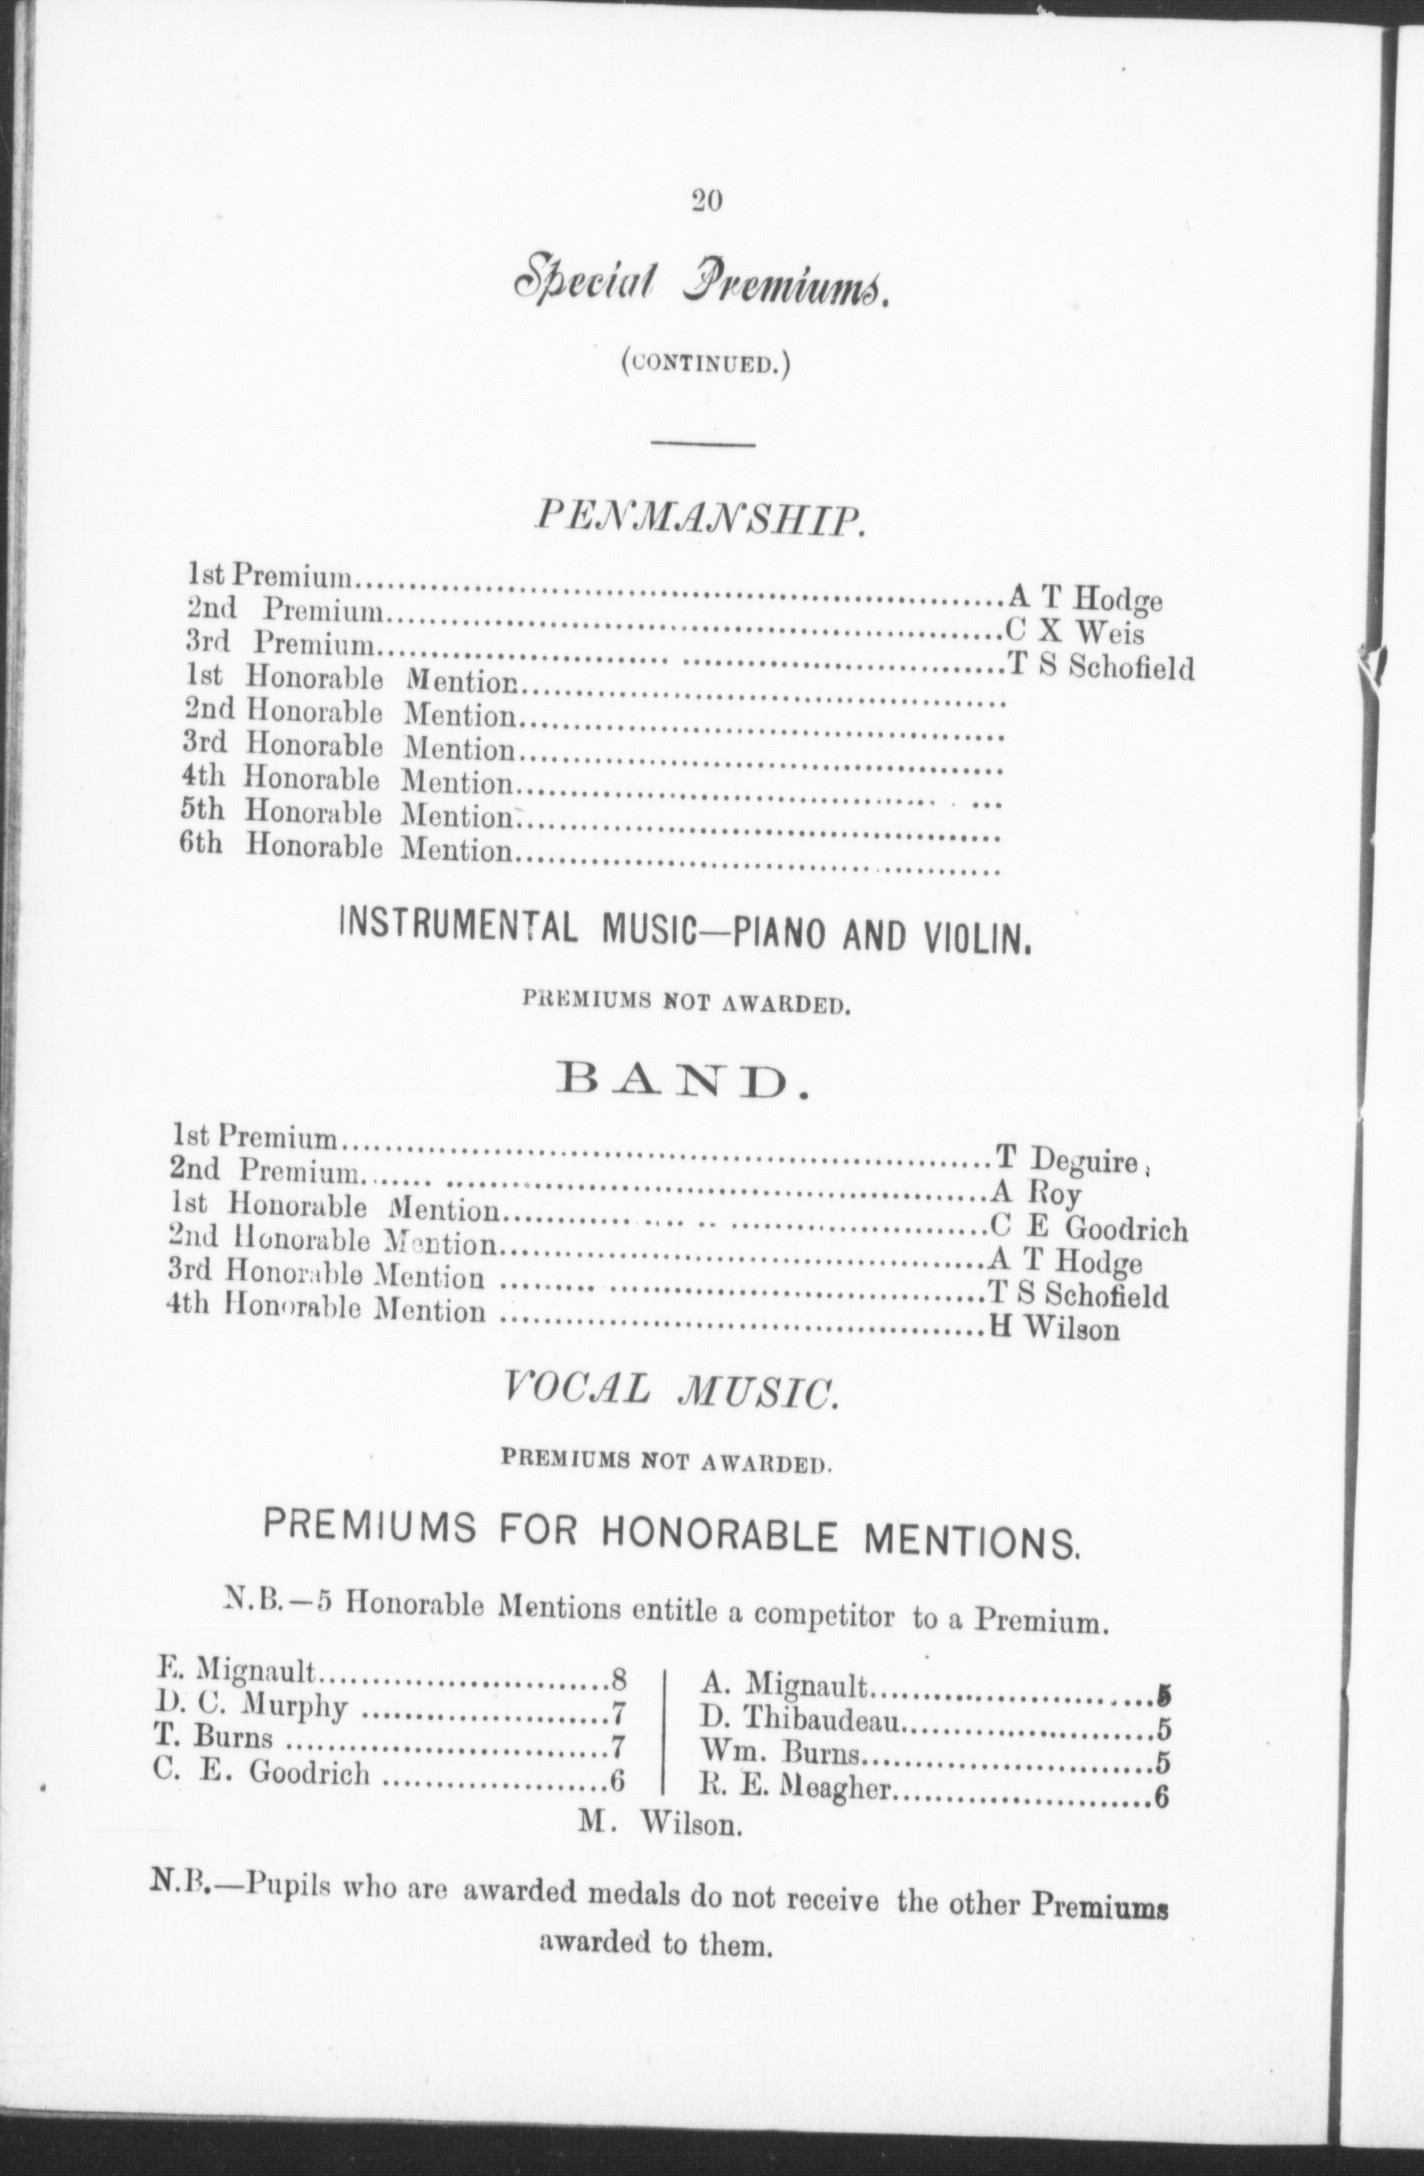 20
Special Premiums.
(CONTINUED.)
PENMANSHIP.
1st Premium.................A T Hodge
2nd Premium.................C X Weis
3rd Premium.................T S Schofield
1st Honorable Mention.................
2nd Honorable Mention.................
3rd Honorable Mention.................
4th Honorable Mention.................
5th Honorable Mention.................
6th Honorable Mention.................
INSTRUMENTAL MUSIC—PIANO AND VIOLIN.
PREMIUMS NOT AWARDED.
BAND.
1st Premium.................T Deguire,
2nd Premium.................A Roy
1st Honorable Mention.................C E Goodrich
2nd Honorable Mention.................A T Hodge
3rd Honorable Mention.................T S Schofield
4th Honorable Mention.................H Wilson
VOCAL MUSIC.
PREMIUMS NOT AWARDED.
PREMIUMS FOR HONORABLE MENTIONS.
N.B.—5 Honorable Mentions entitle a competitor to a Premium.
E. Mignault.................8
D. C. Murphy.................7
T. Burns.................7
C. E. Goodrich.................6
A. Mignault.................5
D. Thibaudeau.................5
Wm. Burns.................5
R. E. Meagher.................6
M. Wilson.
N.B.—Pupils who are awarded medals do not receive the other Premiums
awarded to them.